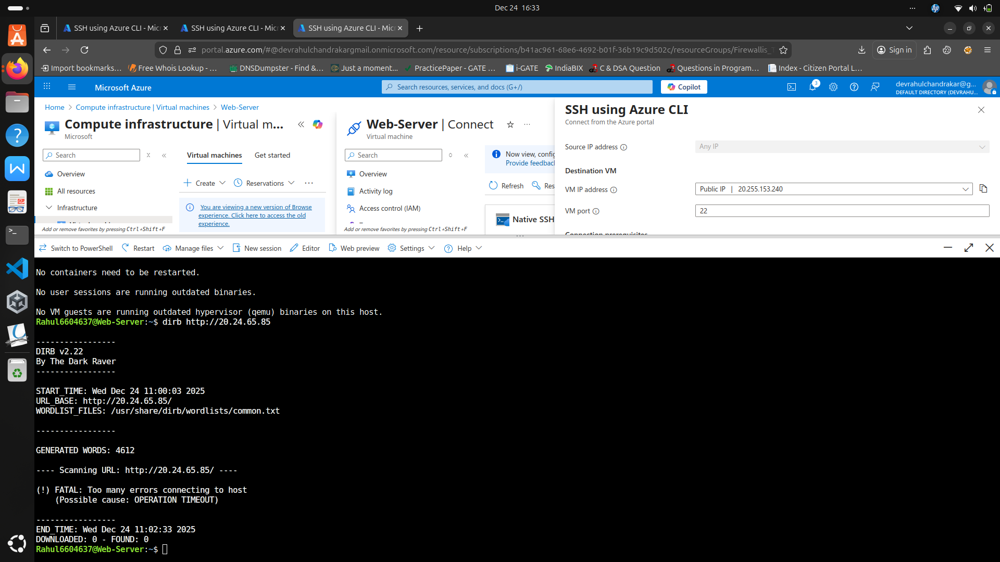 Dec 24 16:33
SSH using Azure CLI - Micr
SSH using Azure CLI - Micr
SSH using Azure CLI - Micr
portal.azure.com/#@devrahulchandrakargmail.onmicrosoft.com/resource/subscriptions/b41ac961-68e6-4692-b01f-36b19c9d502c/resourceGroups/Firewallis_
Sign in
Import bookmarks...
Free Whois Lookup - ...
DNSDumpster - Find &...
Just a moment...
PracticePaper - GATE ...
i-GATE
IndiaBIX
C & DSA Question
Questions in Program...
Index - Citizen Portal L...
Microsoft Azure
Search resources, services, and docs (G+/)
Copilot
3
devrahulchandrakar@g...
DEFAULT DIRECTORY (DEVRAHU...
Home > Compute infrastructure | Virtual machines > Web-Server
Compute infrastructure | Virtual m...
Microsoft
Search
Overview
All resources
Infrastructure
Add or remove favorites by pressing Ctrl+Shift+F
Virtual machines
Get started
Create
Reservations
You are viewing a new version of Browse
experience. Click here to access the old
experience.
Web-Server | Connect
Virtual machine
Search
Overview
Activity log
Access control (IAM)
Add or remove favorites by pressing Ctrl+Shift+F
Now view, config
Provide feedback
Refresh
Res
Native SSH
SSH using Azure CLI
Connect from the Azure portal
Source IP address
Any IP
Destination VM
VM IP address
Public IP | 20.255.153.240
VM port
22
Connection prerequisites
Switch to PowerShell
Restart
Manage files
New session
Editor
Web preview
Settings
Help
No containers need to be restarted.
No user sessions are running outdated binaries.
No VM guests are running outdated hypervisor (qemu) binaries on this host.
Rahul6604637@Web-Server:~$ dirb http://20.24.65.85
-----------------
DIRB v2.22
By The Dark Raver
-----------------
START_TIME: Wed Dec 24 11:00:03 2025
URL_BASE: http://20.24.65.85/
WORDLIST_FILES: /usr/share/dirb/wordlists/common.txt
-----------------
GENERATED WORDS: 4612
---- Scanning URL: http://20.24.65.85/ ----
(!) FATAL: Too many errors connecting to host
(Possible cause: OPERATION TIMEOUT)
-----------------
END_TIME: Wed Dec 24 11:02:33 2025
DOWNLOADED: 0 - FOUND: 0
Rahul6604637@Web-Server:~$